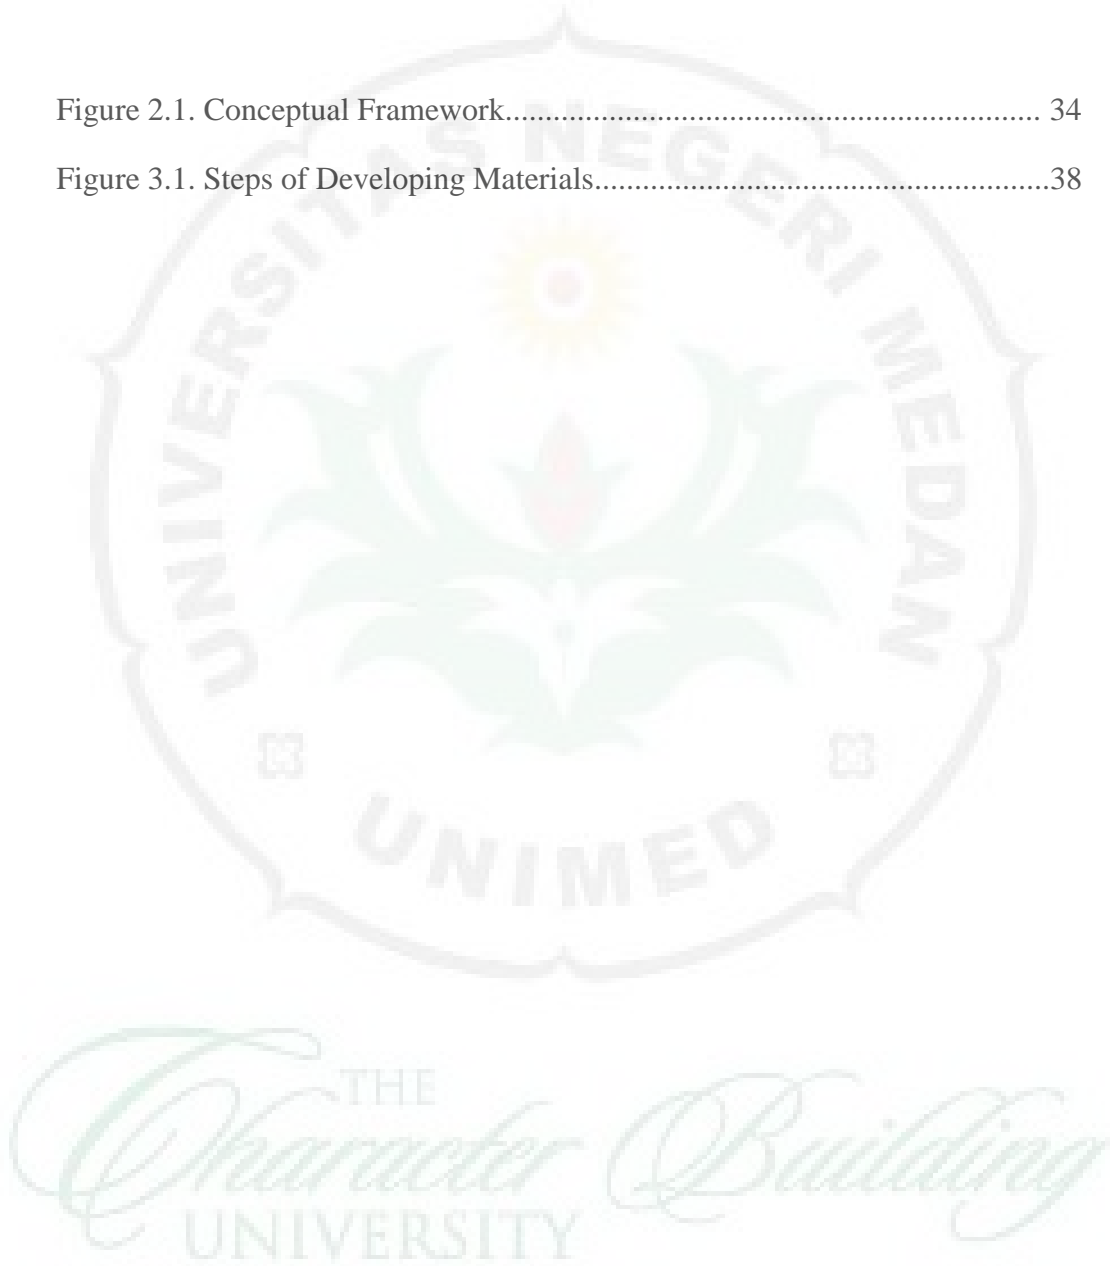 Figure 2.1. Conceptual Framework................................................................... 34
Figure 3.1. Steps of Developing Materials.........................................................38
UNIVERSITAS NEGERI MEDAN
UNIMED
THE
Character Building
UNIVERSITY